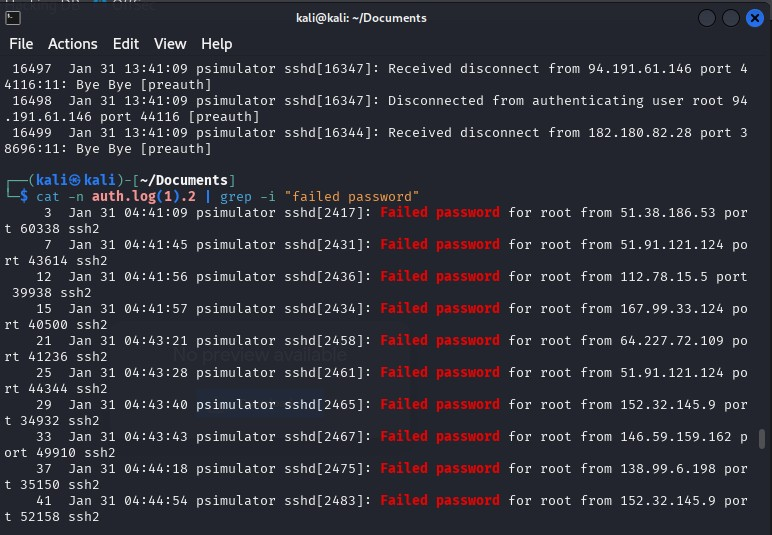 kali@kali: ~/Documents
File Actions Edit View Help
16497 Jan 31 13:41:09 psimulator sshd[16347]: Received disconnect from 94.191.61.146 port 4
4116:11: Bye Bye [preauth]
16498 Jan 31 13:41:09 psimulator sshd[16347]: Disconnected from authenticating user root 94
.191.61.146 port 44116 [preauth]
16499 Jan 31 13:41:09 psimulator sshd[16344]: Received disconnect from 182.180.82.28 port 3
8696:11: Bye Bye [preauth]
┌──(kali㉿kali)-[~/Documents]
└─$ cat -n auth.log(1).2 | grep -i "failed password"
3 Jan 31 04:41:09 psimulator sshd[2417]: Failed password for root from 51.38.186.53 por
t 60338 ssh2
7 Jan 31 04:41:45 psimulator sshd[2431]: Failed password for root from 51.91.121.124 po
rt 43614 ssh2
12 Jan 31 04:41:56 psimulator sshd[2436]: Failed password for root from 112.78.15.5 port
39938 ssh2
15 Jan 31 04:41:57 psimulator sshd[2434]: Failed password for root from 167.99.33.124 po
rt 40500 ssh2
21 Jan 31 04:43:21 psimulator sshd[2458]: Failed password for root from 64.227.72.109 po
rt 41236 ssh2
No preview available
25 Jan 31 04:43:28 psimulator sshd[2461]: Failed password for root from 51.91.121.124 po
rt 44344 ssh2
29 Jan 31 04:43:40 psimulator sshd[2465]: Failed password for root from 152.32.145.9 por
t 34932 ssh2
33 Jan 31 04:43:43 psimulator sshd[2467]: Failed password for root from 146.59.159.162 p
ort 49910 ssh2
37 Jan 31 04:44:18 psimulator sshd[2475]: Failed password for root from 138.99.6.198 por
t 35150 ssh2
41 Jan 31 04:44:54 psimulator sshd[2483]: Failed password for root from 152.32.145.9 por
t 52158 ssh2